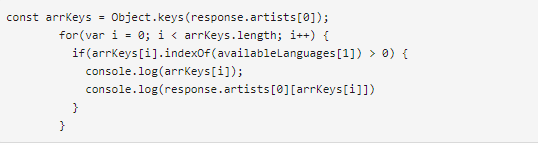 const arrKeys = Object.keys(response.artists[0]);
for(var i = 0; i < arrKeys.length; i++) {
if(arrKeys[i].indexOf(availableLanguages[1]) > 0) {
console.log(arrKeys[i]);
console.log(response.artists[0][arrKeys[i]])
}
}